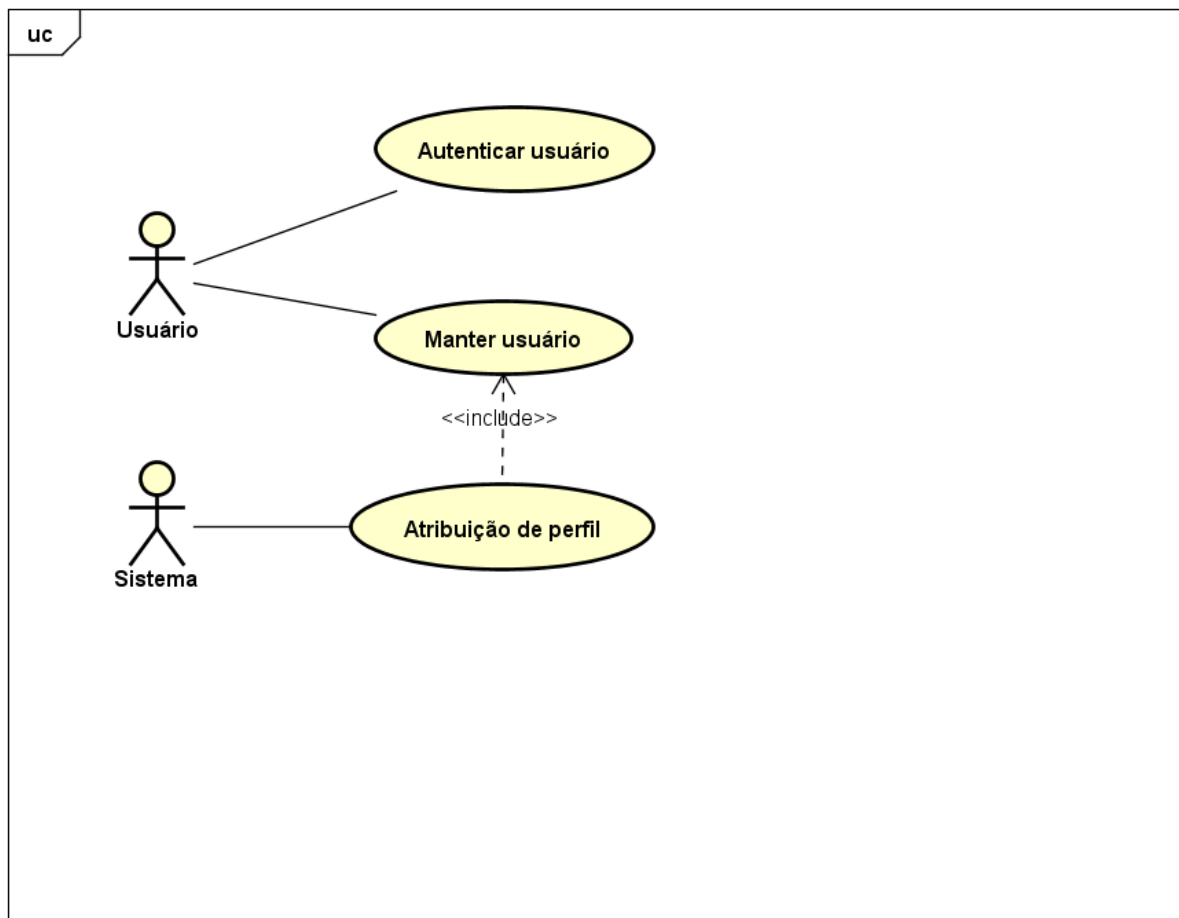 uc
Autenticar usuário
Usuário
Manter usuário
<<include>>
Atribuição de perfil
Sistema